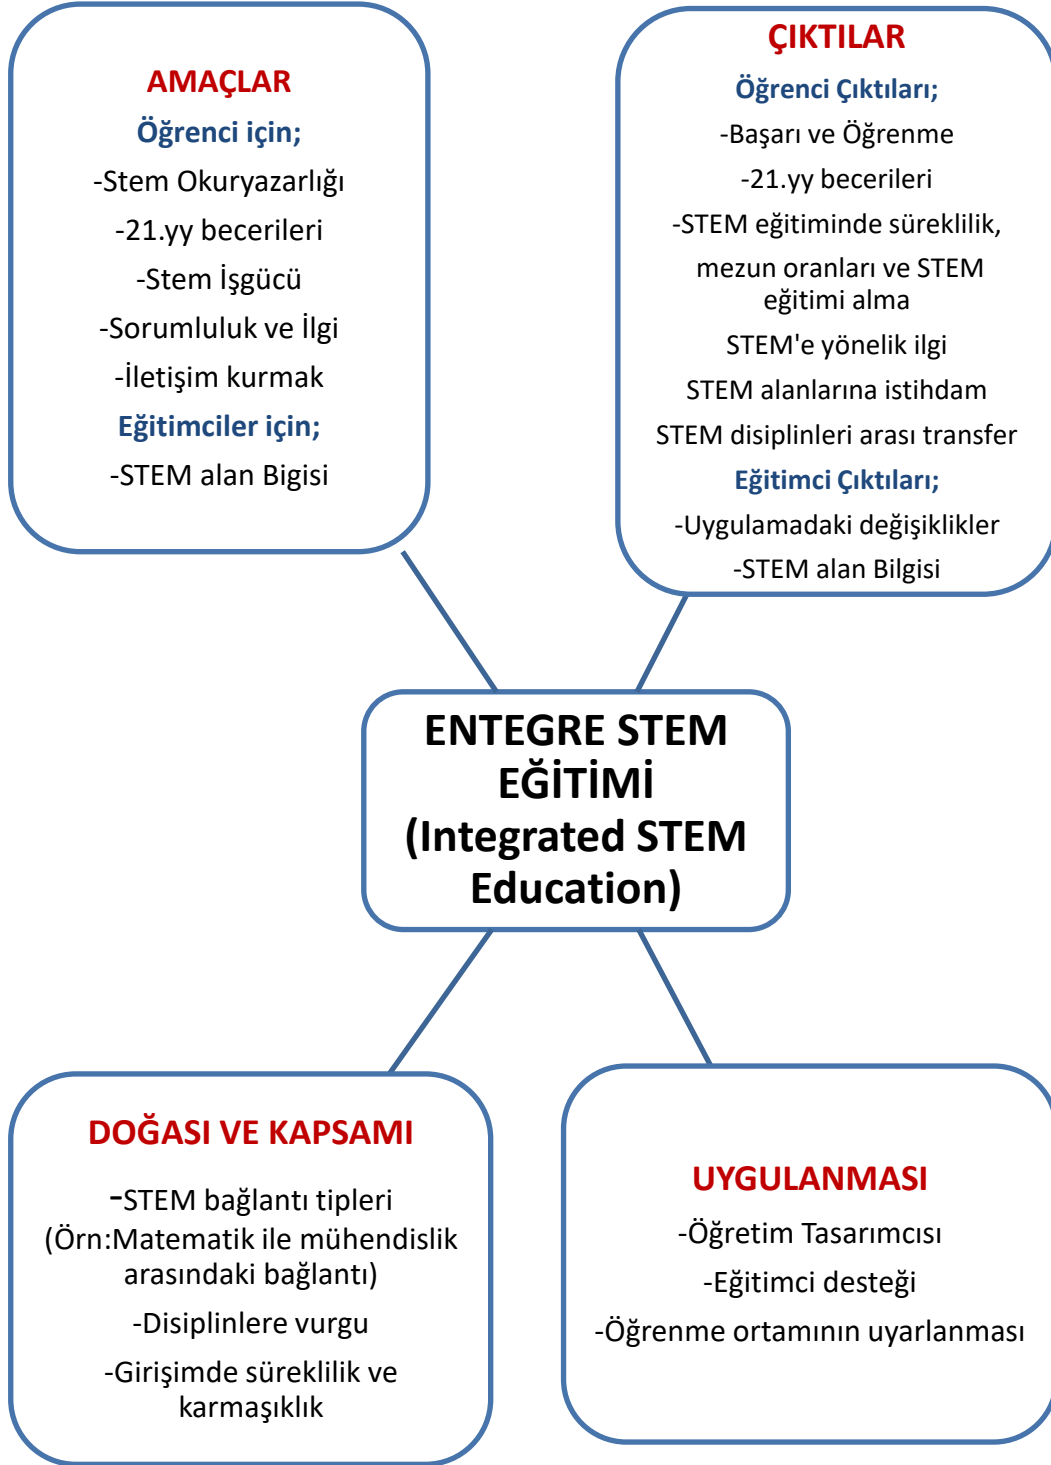 AMAÇLAR
Öğrenci için;
-Stem Okuryazarlığı
-21.yy becerileri
-Stem İşgücü
-Sorumluluk ve İlgi
-İletişim kurmak
Eğitimciler için;
-STEM alan Bigisi
ÇIKTILAR
Öğrenci Çıktıları;
-Başarı ve Öğrenme
-21.yy becerileri
-STEM eğitiminde süreklilik,
mezun oranları ve STEM
eğitimi alma
STEM'e yönelik ilgi
STEM alanlarına istihdam
STEM disiplinleri arası transfer
Eğitimci Çıktıları;
-Uygulamadaki değişiklikler
-STEM alan Bilgisi
ENTEGRE STEM
EĞİTİMİ
(Integrated STEM
Education)
DOĞASI VE KAPSAMI
-STEM bağlantı tipleri
(Örn:Matematik ile mühendislik
arasındaki bağlantı)
-Disiplinlere vurgu
-Girişimde süreklilik ve
karmaşıklık
UYGULANMASI
-Öğretim Tasarımcısı
-Eğitimci desteği
-Öğrenme ortamının uyarlanması